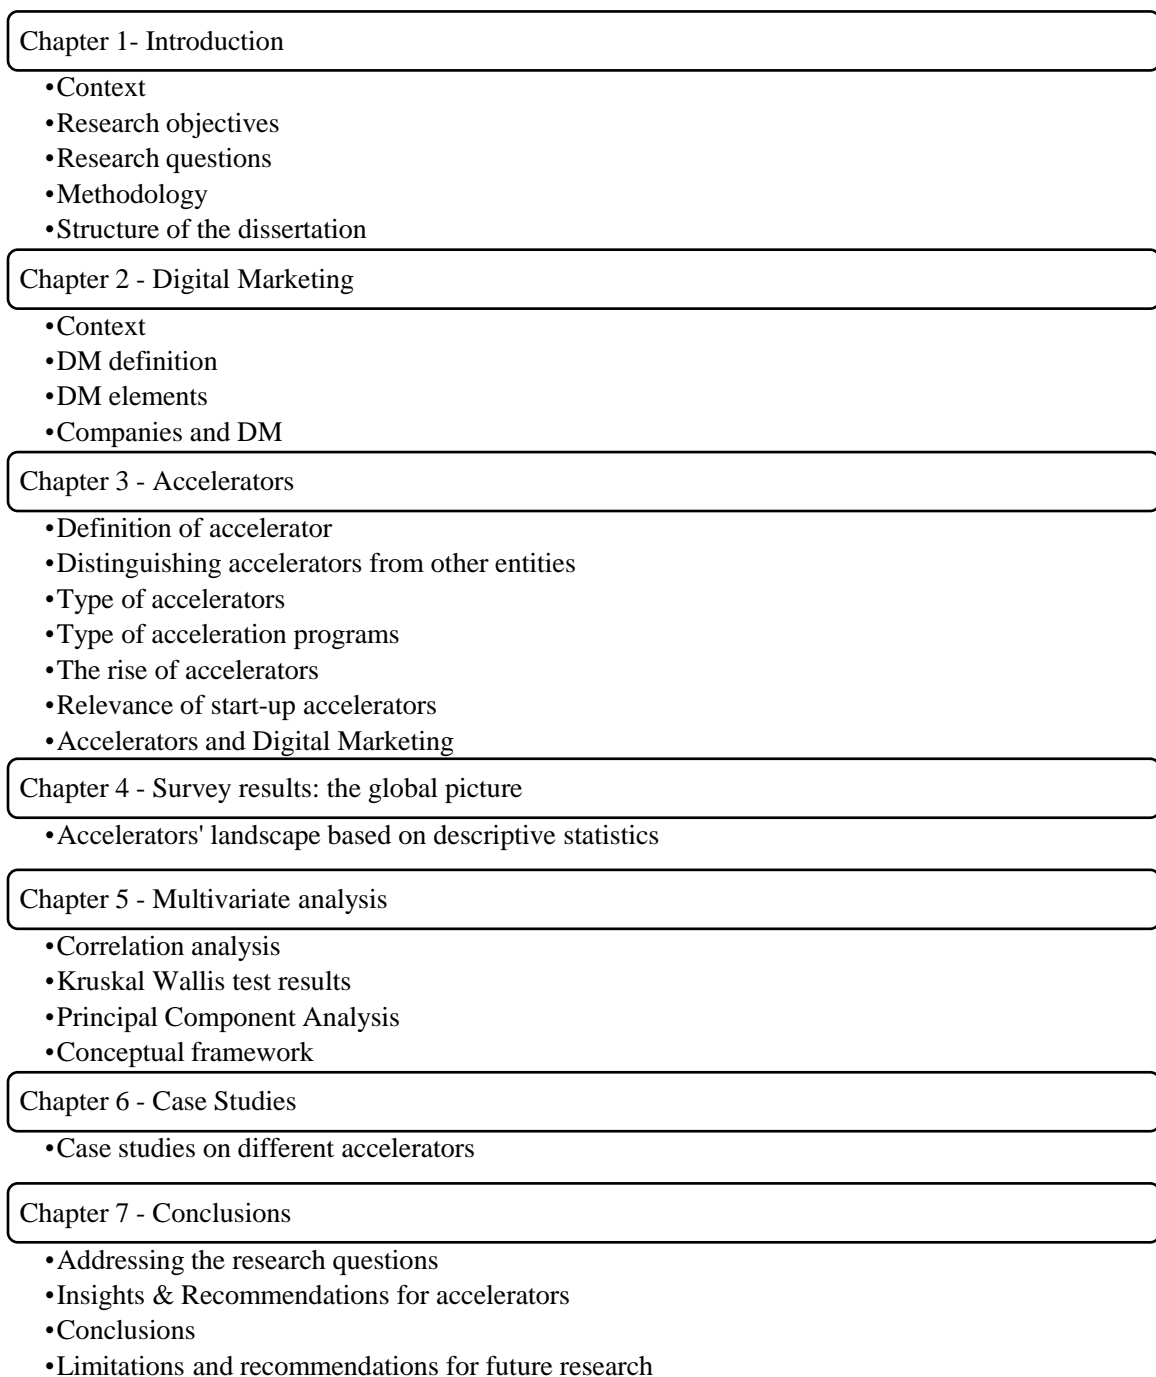 Chapter 1- Introduction
•Context
•Research objectives
•Research questions
•Methodology
•Structure of the dissertation
Chapter 2 - Digital Marketing
•Context
•DM definition
•DM elements
•Companies and DM
Chapter 3 - Accelerators
•Definition of accelerator
•Distinguishing accelerators from other entities
•Type of accelerators
•Type of acceleration programs
•The rise of accelerators
•Relevance of start-up accelerators
•Accelerators and Digital Marketing
Chapter 4 - Survey results: the global picture
•Accelerators' landscape based on descriptive statistics
Chapter 5 - Multivariate analysis
•Correlation analysis
•Kruskal Wallis test results
•Principal Component Analysis
•Conceptual framework
Chapter 6 - Case Studies
•Case studies on different accelerators
Chapter 7 - Conclusions
•Addressing the research questions
•Insights & Recommendations for accelerators
•Conclusions
•Limitations and recommendations for future research